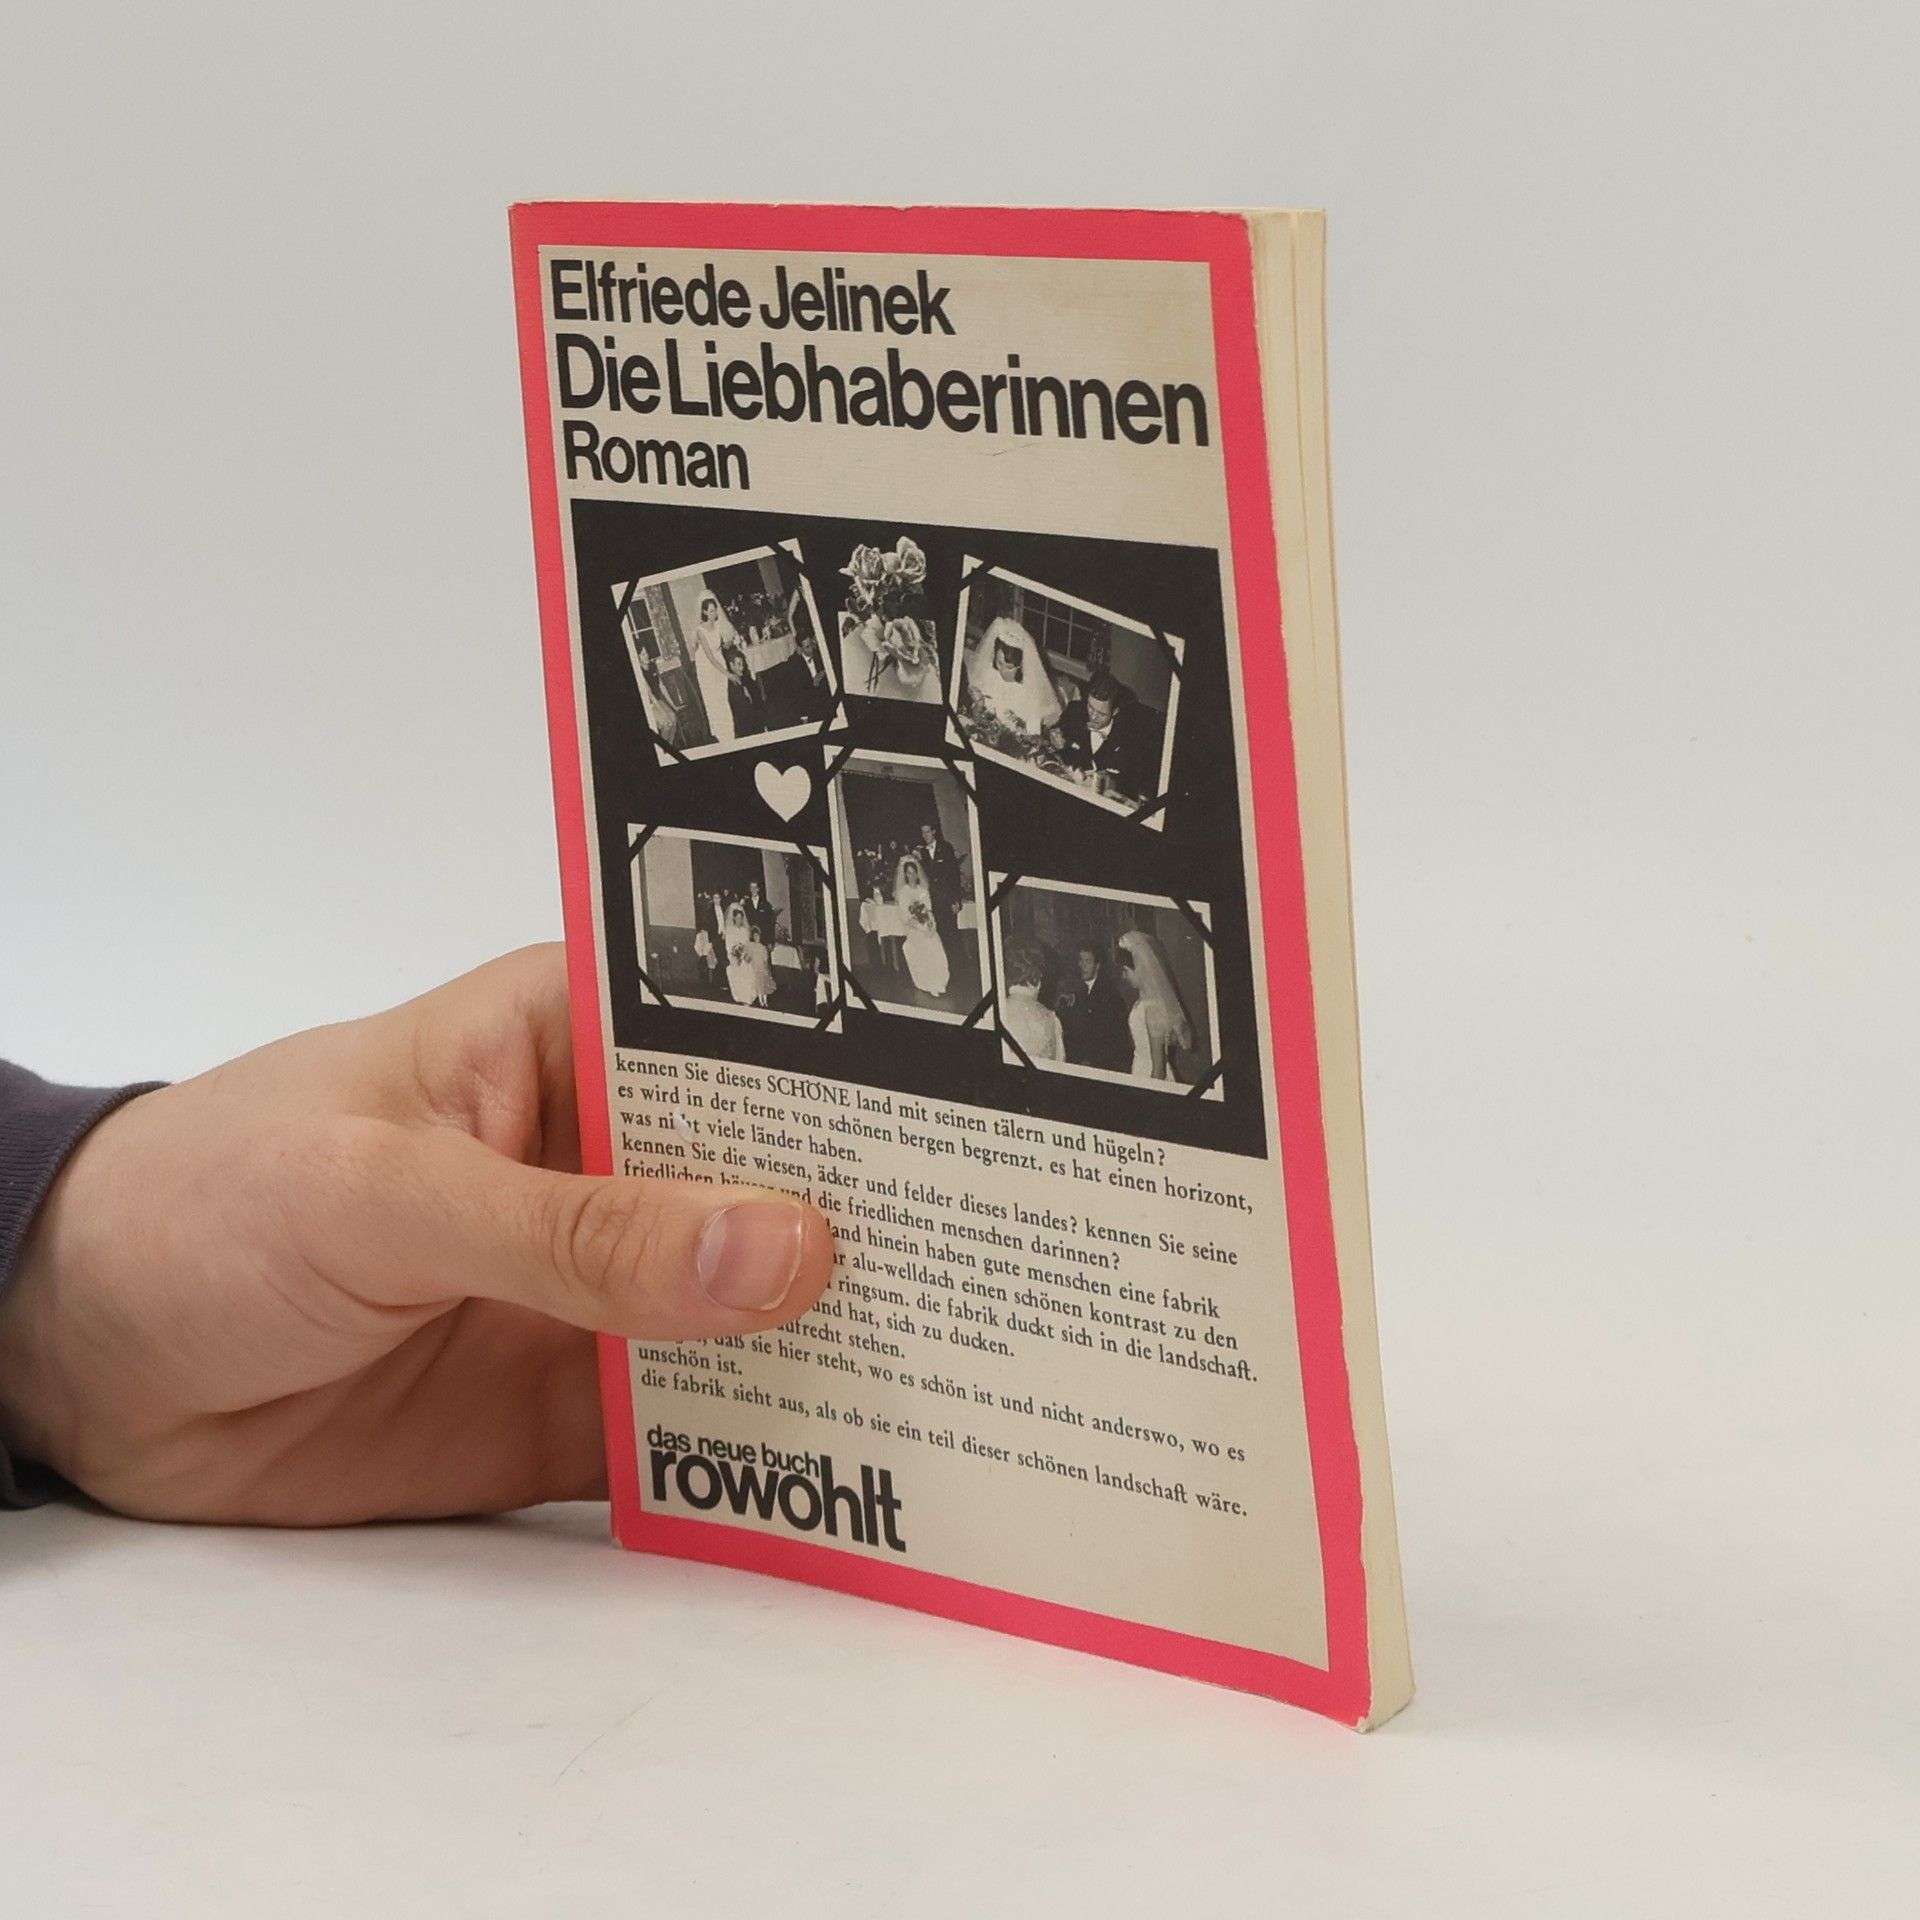 Elfriede Jelinek
Die Liebhaberinnen
Roman
kennen Sie dieses SCHÖNE land mit seinen tälern und hügeln?
es wird in der ferne von schönen bergen begrenzt. es hat einen horizont,
was nicht viele länder haben.
kennen Sie die wiesen, äcker und felder dieses landes? kennen Sie seine
friedlichen häuser und die friedlichen menschen darinnen?
land hinein haben gute menschen eine fabrik
alu-welldach einen schönen kontrast zu den
ringsum. die fabrik duckt sich in die landschaft.
und hat, sich zu ducken.
aufrecht stehen.
daß sie hier steht, wo es schön ist und nicht anderswo, wo es
unschön ist.
die fabrik sieht aus, als ob sie ein teil dieser schönen landschaft wäre.
das neue buch
rowohlt